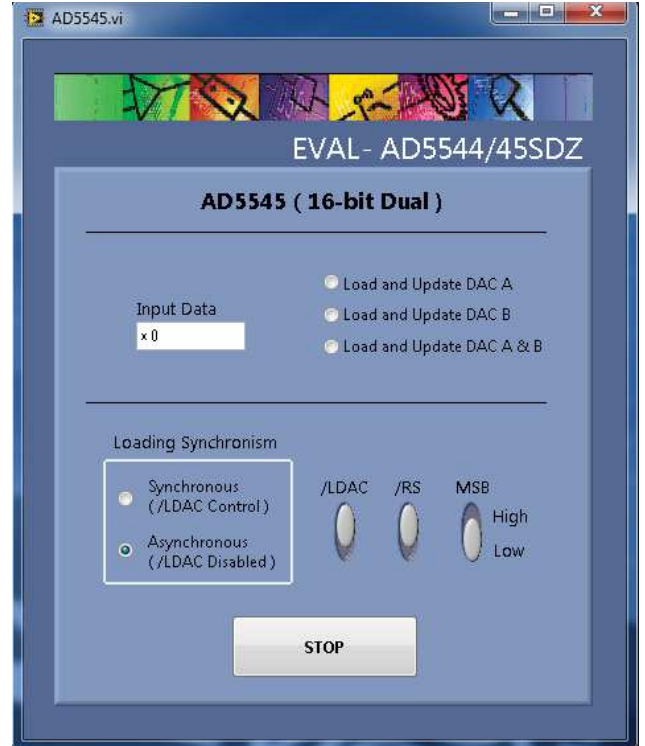 AD5545.vi
EVAL- AD5544/45SDZ
AD5545 ( 16-bit Dual )
Input Data
x 0
Load and Update DAC A
Load and Update DAC B
Load and Update DAC A & B
Loading Synchronism
Synchronous
( /LDAC Control )
Asynchronous
( /LDAC Disabled )
/LDAC /RS MSB
High
Low
STOP